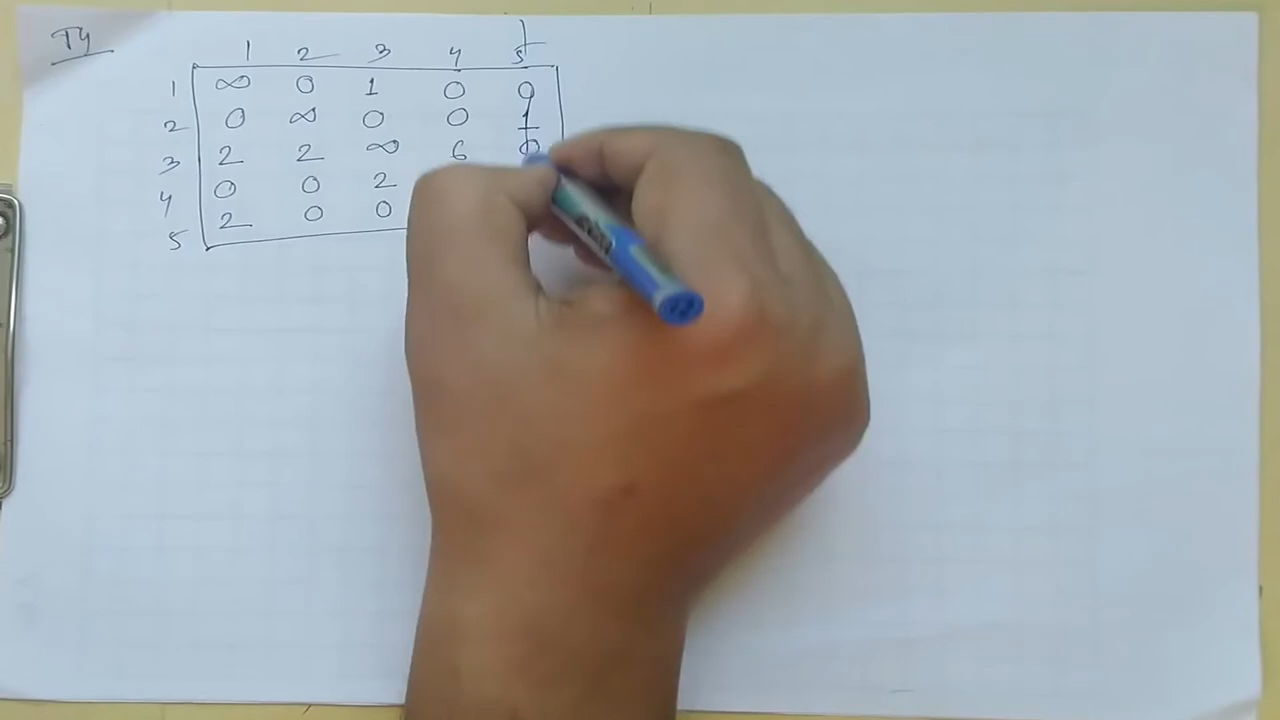 T4
1 2 3 4 5
1 ∞ 0 1 0 0
2 0 ∞ 0 0 1
3 2 2 ∞ 6 0
4 0 0 2
5 2 0 0